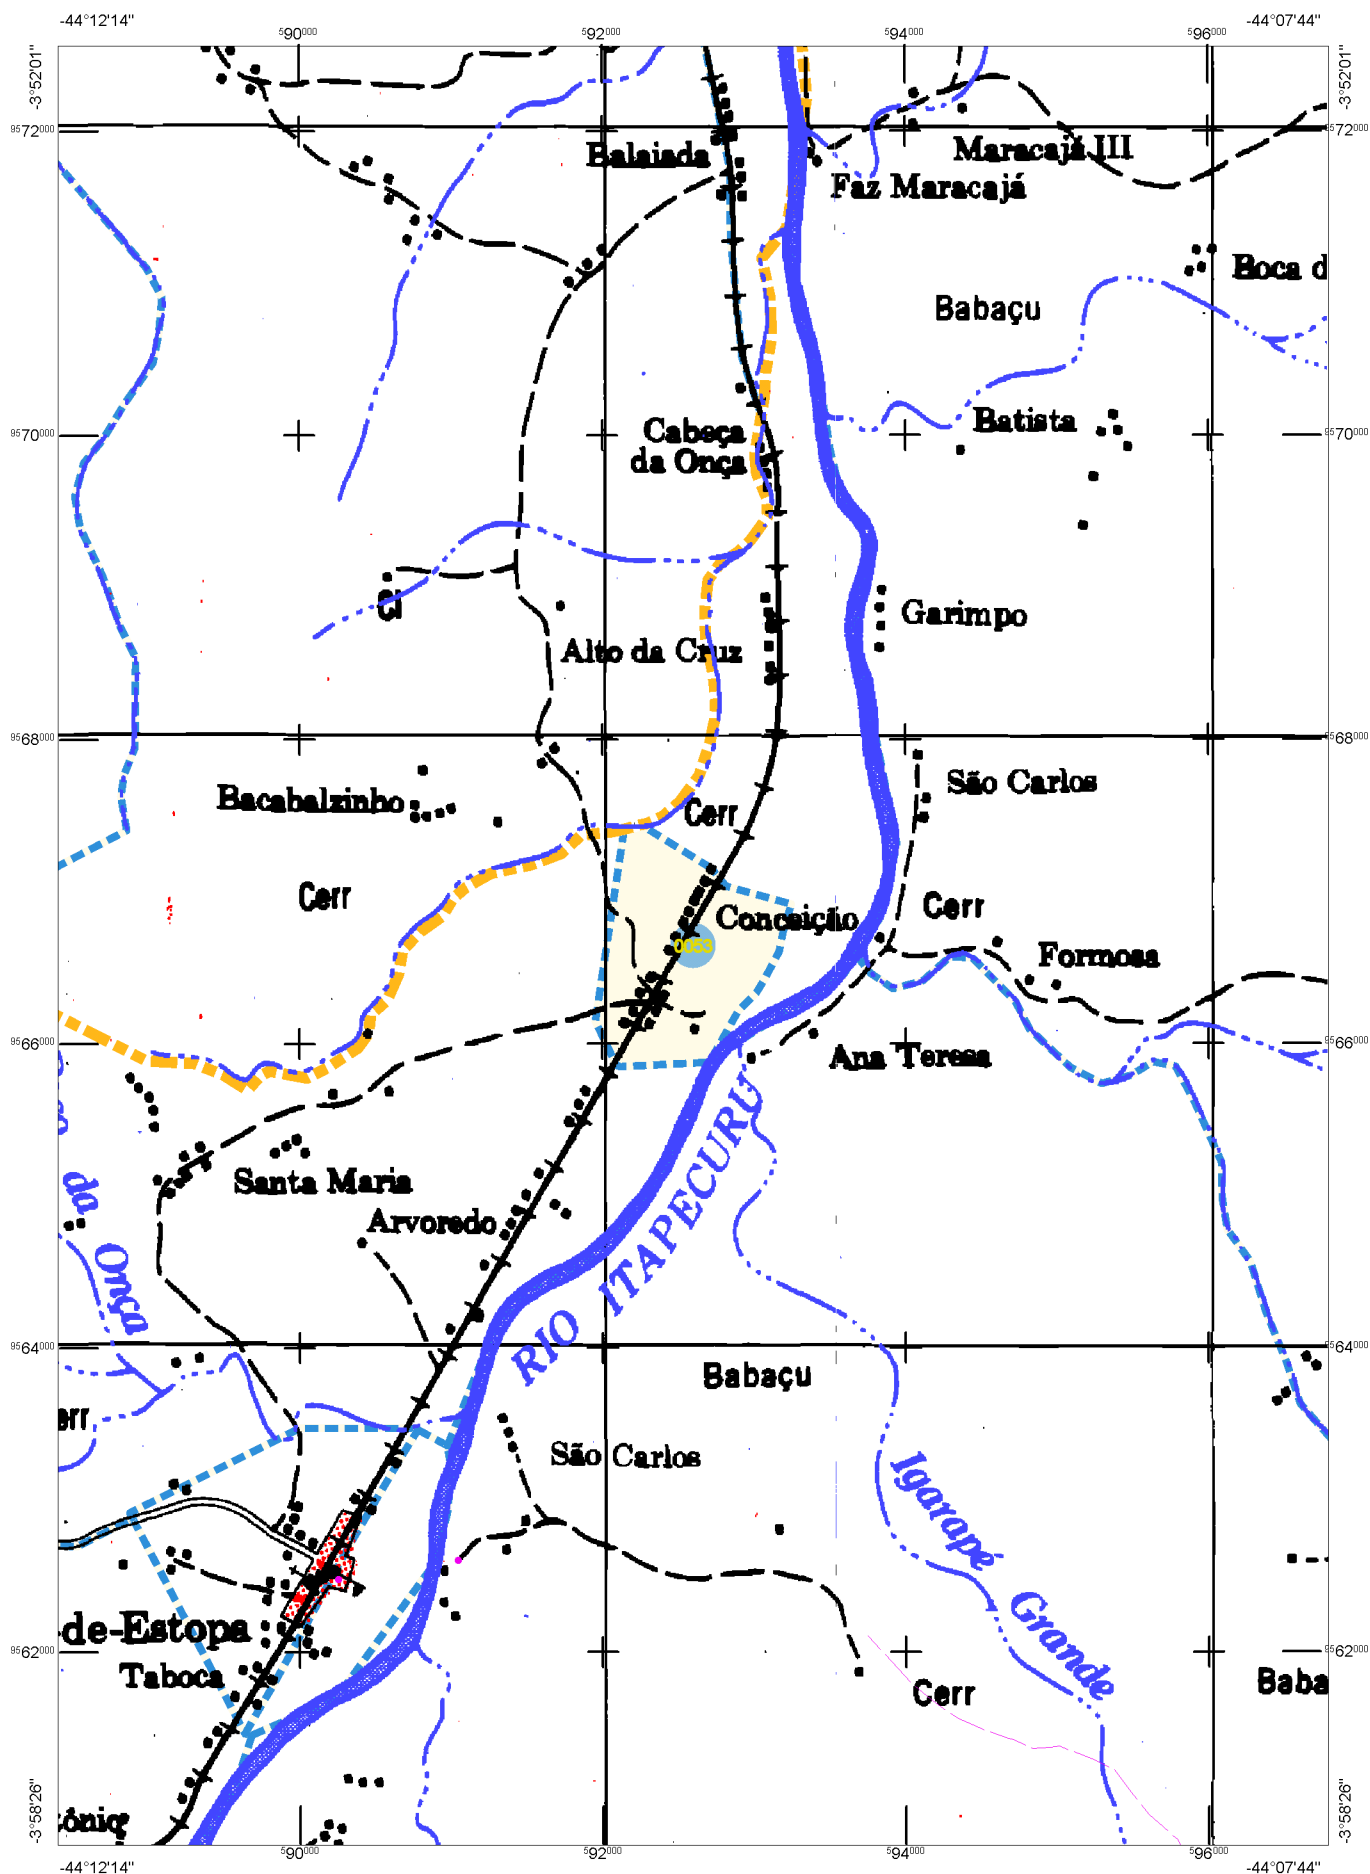 -44°12'14"
-44°07'44"
590000
592000
594000
596000
-3°52'01"
-3°52'01"
9572000
9572000
Balaiada
Maracajá III
Faz Maracajá
Boca d
Babaçu
9570000
9570000
Cabeça
da Onça
Batista
CI
Garimpo
Alto da Cruz
9568000
9568000
São Carlos
Bacabalzinho
Cerr
Cerr
Conceição
Cerr
0053
Formosa
9566000
9566000
Ana Teresa
Santa Maria
Arvoredo
da Onça
RIO ITAPECURU
9564000
9564000
Babaçu
err
São Carlos
Igarapé Grande
-de-Estopa
9562000
9562000
Taboca
Cerr
Baba
ônio
-3°58'26"
-3°58'26"
590000
592000
594000
596000
-44°12'14"
-44°07'44"